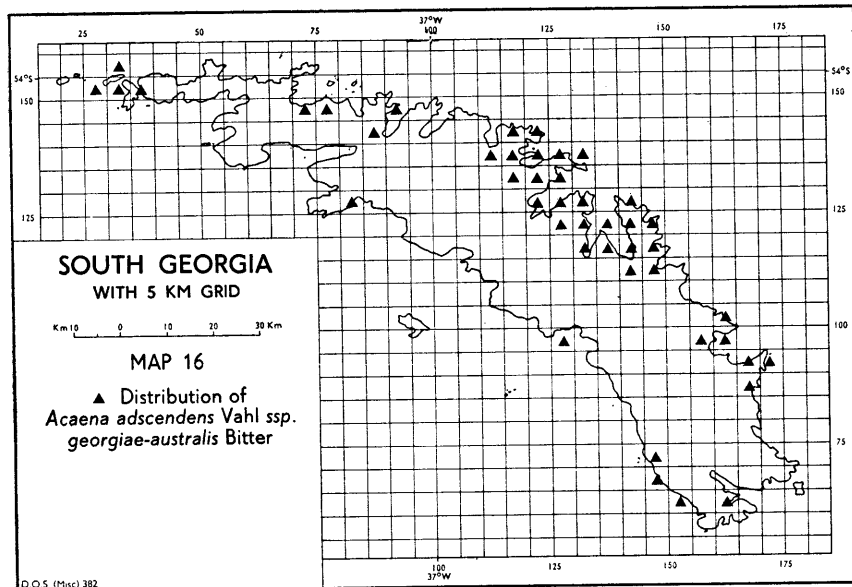 37°W
25 75 100 125 150 175
54°S 54°S
150 150
125 125
SOUTH GEORGIA
WITH 5 KM GRID
Km 10 0 10 20 30 Km
100
MAP 16
▲ Distribution of
Acaena adscendens Vahl ssp.
georgiae-australis Bitter
75
100 150 175
37°W
D.O.S. (Misc) 382